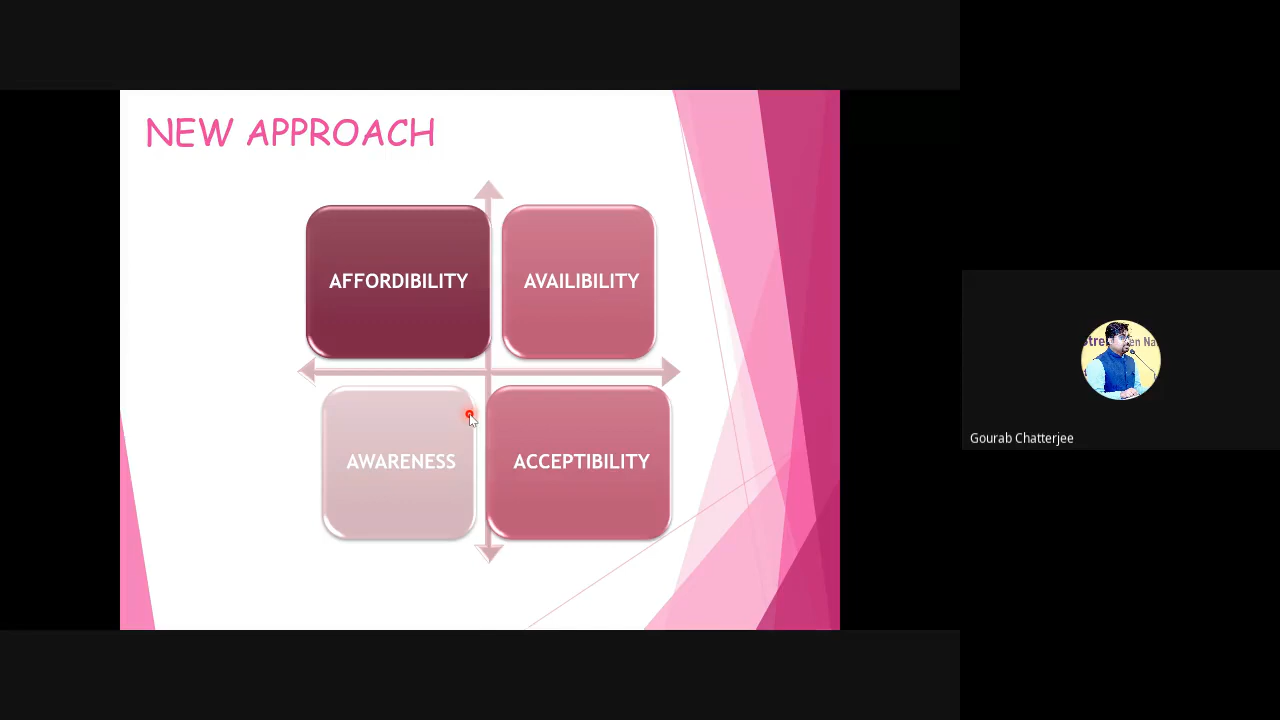 NEW APPROACH
AFFORDIBILITY
AVAILIBILITY
AWARENESS
ACCEPTIBILITY
Gourab Chatterjee